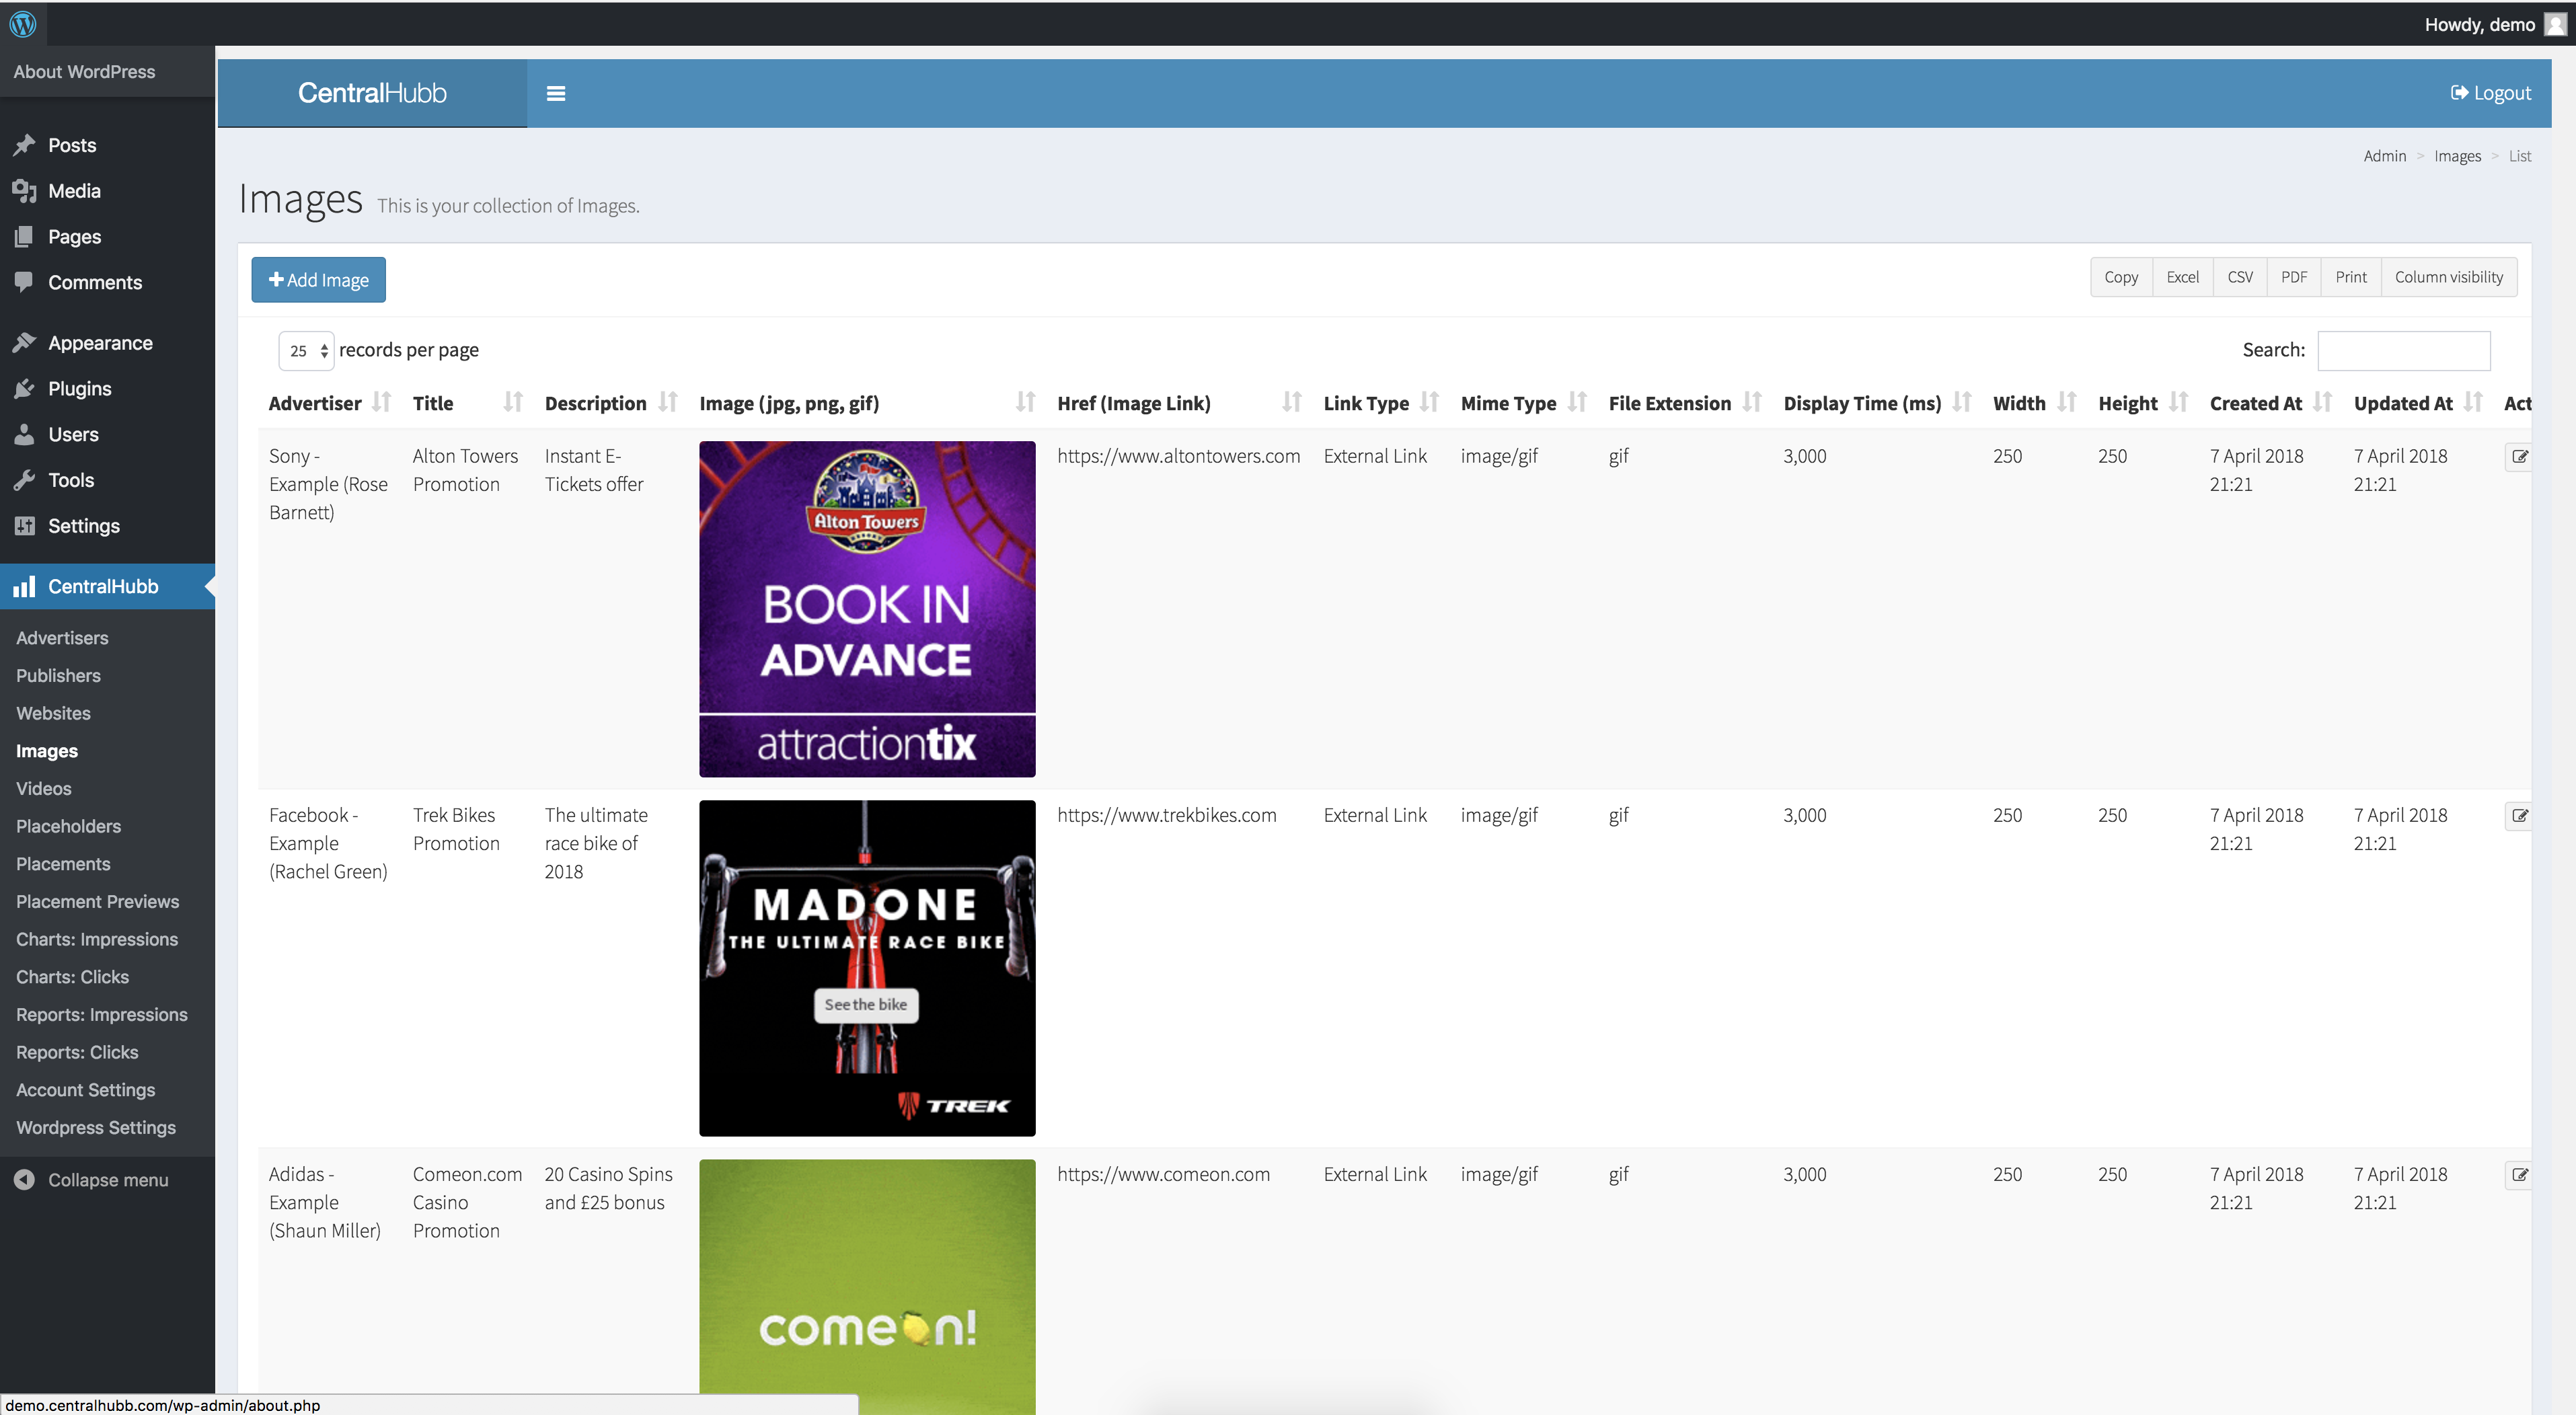 Howdy, demo
About WordPress
Posts
Media
Pages
Comments
Appearance
Plugins
Users
Tools
Settings
CentralHubb
Advertisers
Publishers
Websites
Images
Videos
Placeholders
Placements
Placement Previews
Charts: Impressions
Charts: Clicks
Reports: Impressions
Reports: Clicks
Account Settings
Wordpress Settings
Collapse menu
CentralHubb
Logout
Admin > Images > List
Images This is your collection of Images.
Add Image
Copy Excel CSV PDF Print Column visibility
25 records per page
Search:
Advertiser Title Description Image (jpg, png, gif) Href (Image Link) Link Type Mime Type File Extension Display Time (ms) Width Height Created At Updated At Act
Sony -
Example (Rose
Barnett)
Alton Towers
Promotion
Instant E-
Tickets offer
Alton Towers
RESORT
BOOK IN
ADVANCE
attractiontix
https://www.altontowers.com External Link image/gif gif 3,000 250 250
7 April 2018
21:21
7 April 2018
21:21
Facebook -
Example
(Rachel Green)
Trek Bikes
Promotion
The ultimate
race bike of
2018
MADONE
THE ULTIMATE RACE BIKE
See the bike
TREK
https://www.trekbikes.com External Link image/gif gif 3,000 250 250
7 April 2018
21:21
7 April 2018
21:21
Adidas -
Example
(Shaun Miller)
Comeon.com
Casino
Promotion
20 Casino Spins
and £25 bonus
comeon!
https://www.comeon.com External Link image/gif gif 3,000 250 250
7 April 2018
21:21
7 April 2018
21:21
demo.centralhubb.com/wp-admin/about.php